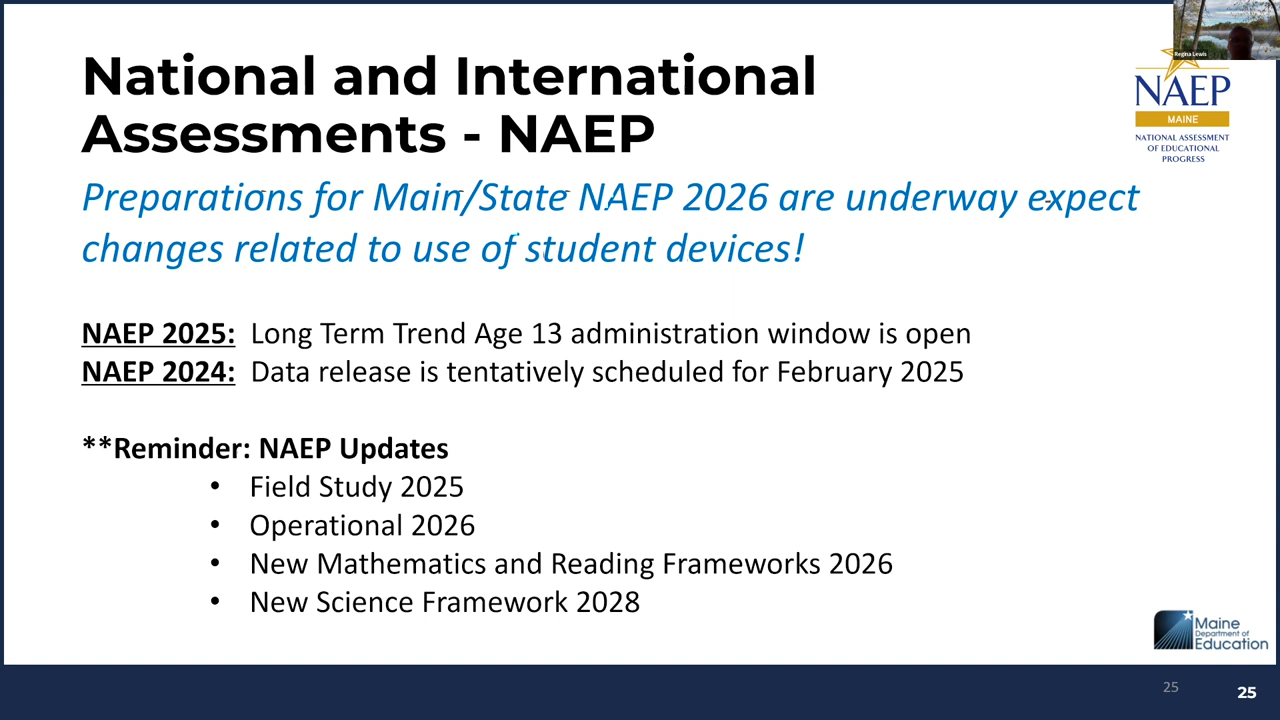 National and International
Assessments - NAEP
Preparations for Main/State NAEP 2026 are underway expect
changes related to use of student devices!
NAEP 2025: Long Term Trend Age 13 administration window is open
NAEP 2024: Data release is tentatively scheduled for February 2025
**Reminder: NAEP Updates
• Field Study 2025
• Operational 2026
• New Mathematics and Reading Frameworks 2026
• New Science Framework 2028
Regina Lewis
NAEP
MAINE
NATIONAL ASSESSMENT
OF EDUCATIONAL
PROGRESS
Maine
Department of
Education
25
25